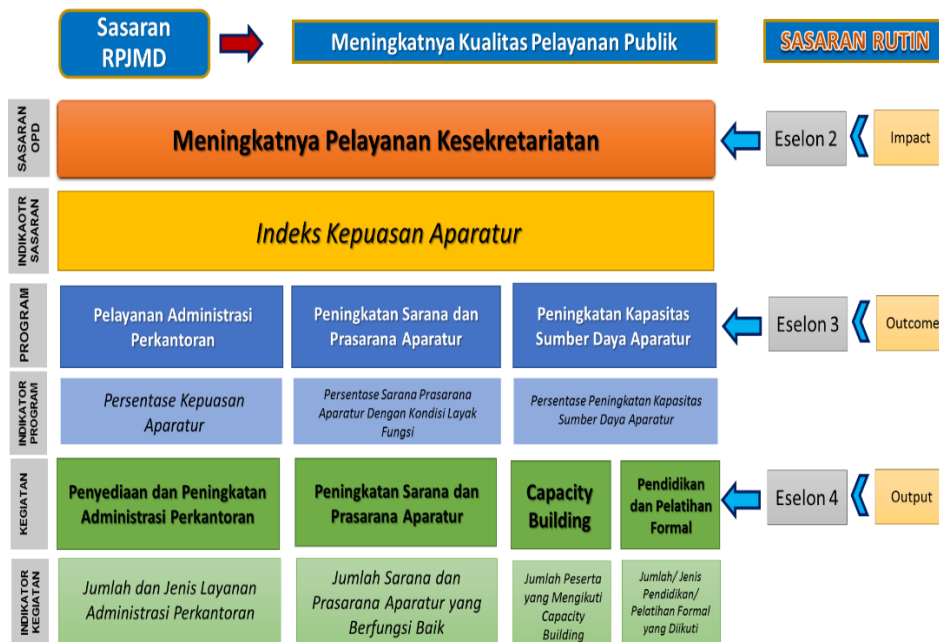 Sasaran
RPJMD
Meningkatnya Kualitas Pelayanan Publik
SASARAN RUTIN
SASARAN
OPD
Meningkatnya Pelayanan Kesekretariatan
Eselon 2
Impact
INDIKAOTR
SASARAN
Indeks Kepuasan Aparatur
PROGRAM
Pelayanan Administrasi
Perkantoran
Peningkatan Sarana dan
Prasarana Aparatur
Peningkatan Kapasitas
Sumber Daya Aparatur
Eselon 3
Outcome
INDIKATOR
PROGRAM
Persentase Kepuasan
Aparatur
Persentase Sarana Prasarana
Aparatur Dengan Kondisi Layak
Fungsi
Persentase Peningkatan Kapasitas
Sumber Daya Aparatur
KEGIATAN
Penyediaan dan Peningkatan
Administrasi Perkantoran
Peningkatan Sarana dan
Prasarana Aparatur
Capacity
Building
Pendidikan
dan Pelatihan
Formal
Eselon 4
Output
INDIKATOR
KEGIATAN
Jumlah dan Jenis Layanan
Administrasi Perkantoran
Jumlah Sarana dan
Prasarana Aparatur yang
Berfungsi Baik
Jumlah Peserta
yang Mengikuti
Capacity
Building
Jumlah/ Jenis
Pendidikan/
Pelatihan Formal
yang Diikuti